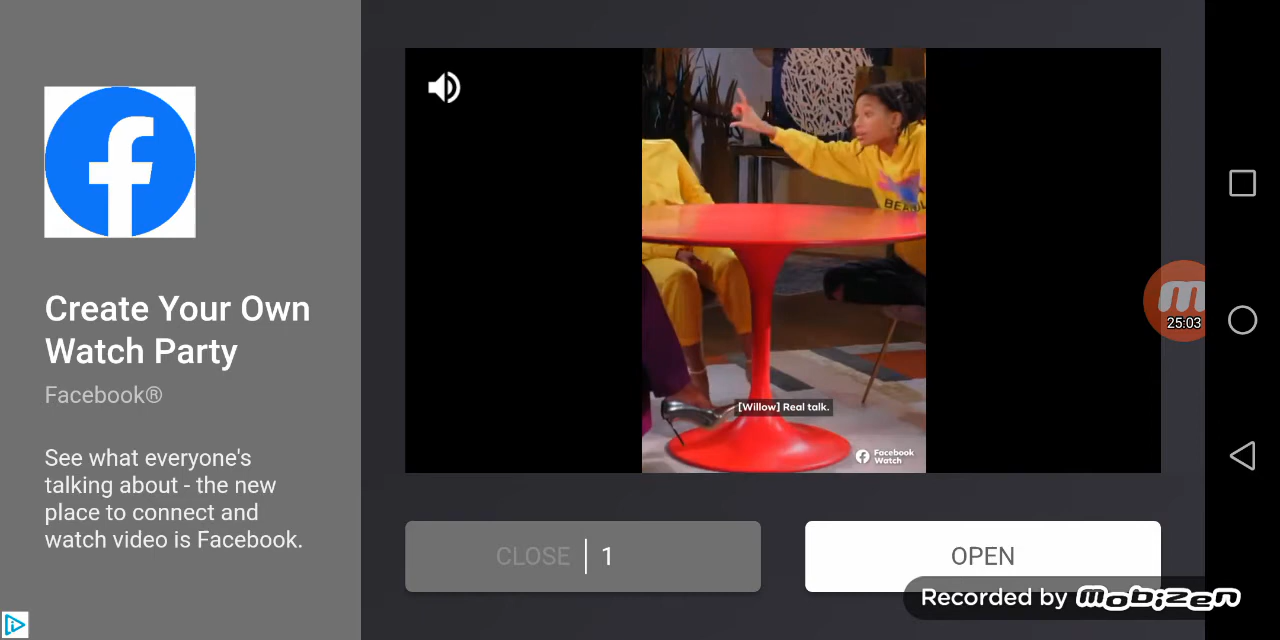 Create Your Own
Watch Party
Facebook®
See what everyone's
talking about - the new
place to connect and
watch video is Facebook.
[Willow] Real talk.
Facebook
Watch
CLOSE | 1
OPEN
25:03
Recorded by mobizen